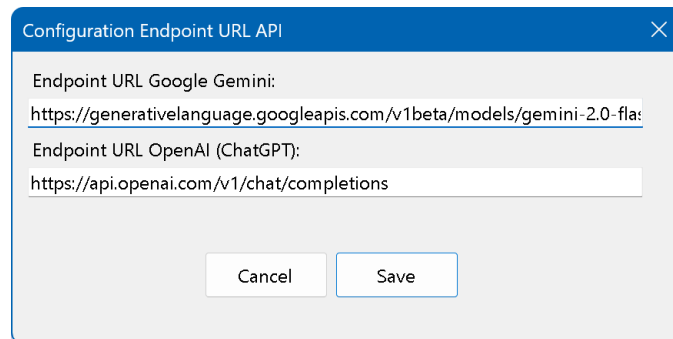 Configuration Endpoint URL API
Endpoint URL Google Gemini:
https://generativelanguage.googleapis.com/v1beta/models/gemini-2.0-flas
Endpoint URL OpenAI (ChatGPT):
https://api.openai.com/v1/chat/completions
Cancel Save